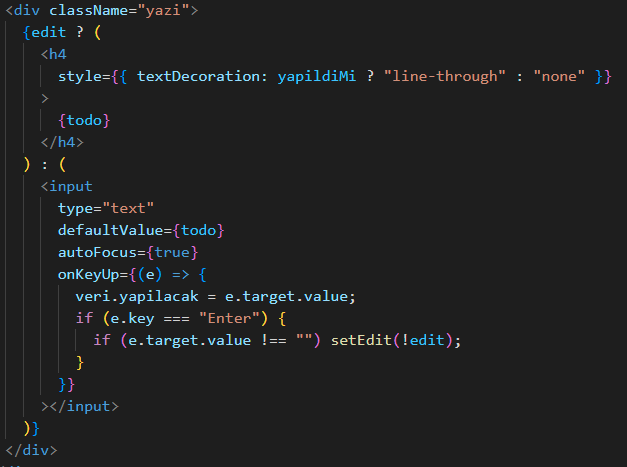 <div className="yazi">
{edit ? (
<h4
style={{ textDecoration: yapildiMi ? "line-through" : "none" }}
>
{todo}
</h4>
) : (
<input
type="text"
defaultValue={todo}
autoFocus={true}
onKeyUp={(e) => {
veri.yapilacak = e.target.value;
if (e.key === "Enter") {
if (e.target.value !== "") setEdit(!edit);
}
}}
></input>
)}
</div>